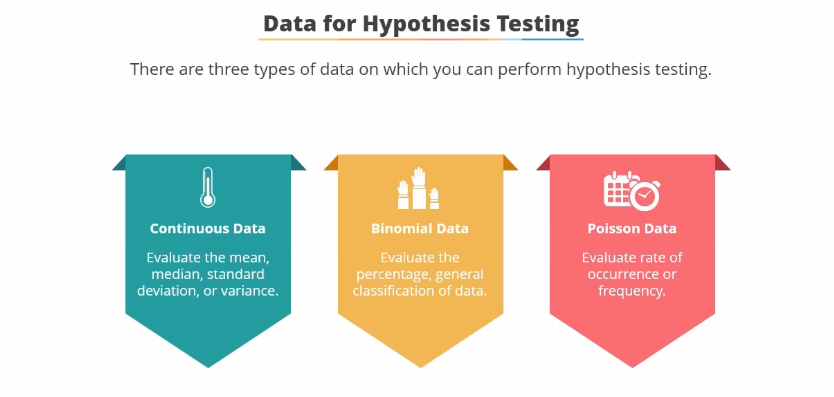 Data for Hypothesis Testing
There are three types of data on which you can perform hypothesis testing.
Continuous Data
Evaluate the mean,
median, standard
deviation, or variance.
Binomial Data
Evaluate the
percentage, general
classification of data.
Poisson Data
Evaluate rate of
occurrence or
frequency.